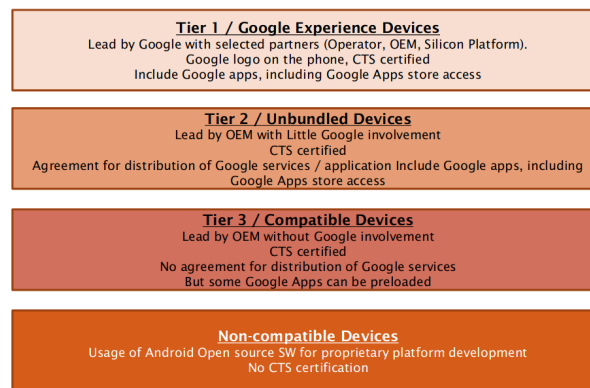 Tier 1 / Google Experience Devices
Lead by Google with selected partners (Operator, OEM, Silicon Platform).
Google logo on the phone, CTS certified
Include Google apps, including Google Apps store access
Tier 2 / Unbundled Devices
Lead by OEM with Little Google involvement
CTS certified
Agreement for distribution of Google services / application Include Google apps, including
Google Apps store access
Tier 3 / Compatible Devices
Lead by OEM without Google involvement
CTS certified
No agreement for distribution of Google services
But some Google Apps can be preloaded
Non-compatible Devices
Usage of Android Open source SW for proprietary platform development
No CTS certification